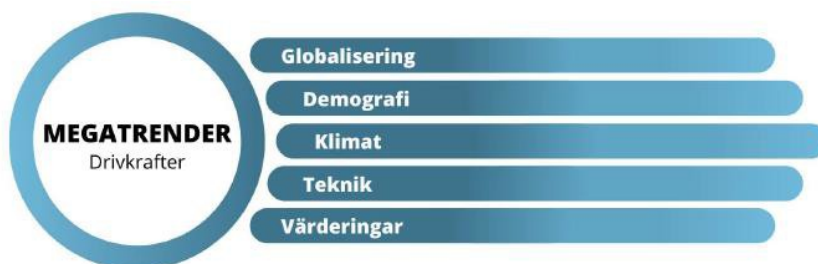 MEGATRENDER
Drivkrafter
Globalisering
Demografi
Klimat
Teknik
Värderingar